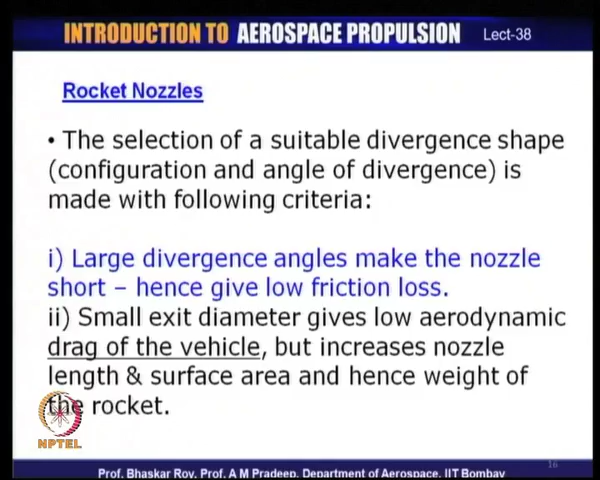 INTRODUCTION TO AEROSPACE PROPULSION Lect-38
Rocket Nozzles
• The selection of a suitable divergence shape
(configuration and angle of divergence) is
made with following criteria:
i) Large divergence angles make the nozzle
short – hence give low friction loss.
ii) Small exit diameter gives low aerodynamic
drag of the vehicle, but increases nozzle
length & surface area and hence weight of
the rocket.
NPTEL
16
Prof. Bhaskar Roy, Prof. A M Pradeep, Department of Aerospace, IIT Bombay